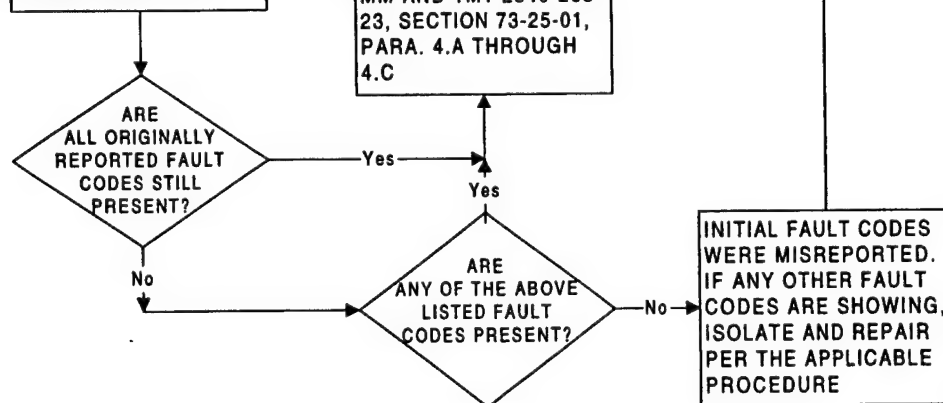 23, SECTION 73-25-01,
PARA. 4.A THROUGH
4.C
ARE
ALL ORIGINALLY
REPORTED FAULT
CODES STILL
PRESENT?
Yes
Yes
No
ARE
ANY OF THE ABOVE
LISTED FAULT
CODES PRESENT?
No
INITIAL FAULT CODES
WERE MISREPORTED.
IF ANY OTHER FAULT
CODES ARE SHOWING,
ISOLATE AND REPAIR
PER THE APPLICABLE
PROCEDURE